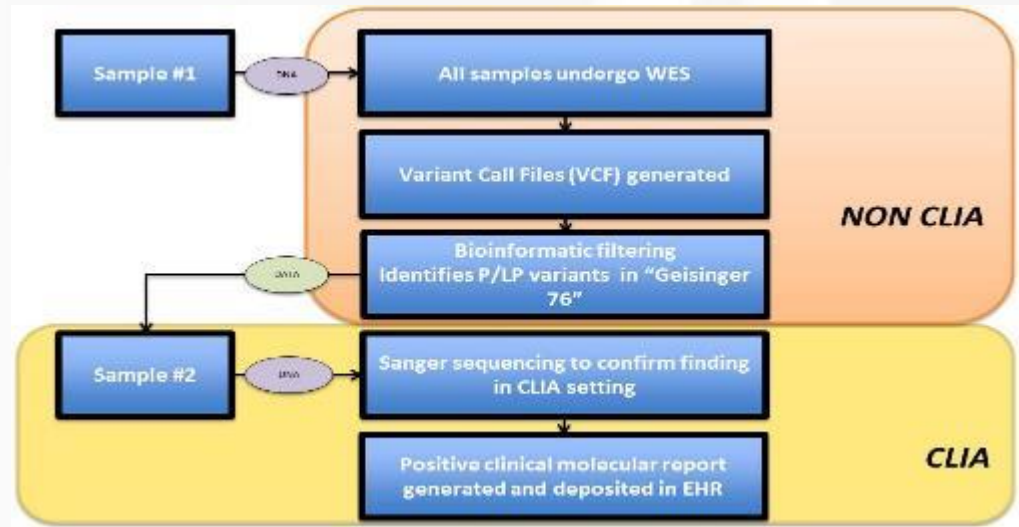 Sample #1
DNA
All samples undergo WES
Variant Call Files (VCF) generated
NON CLIA
Bioinformatic filtering
Identifies P/LP variants in “Geisinger
76”
DATA
Sample #2
DNA
Sanger sequencing to confirm finding
in CLIA setting
CLIA
Positive clinical molecular report
generated and deposited in EHR